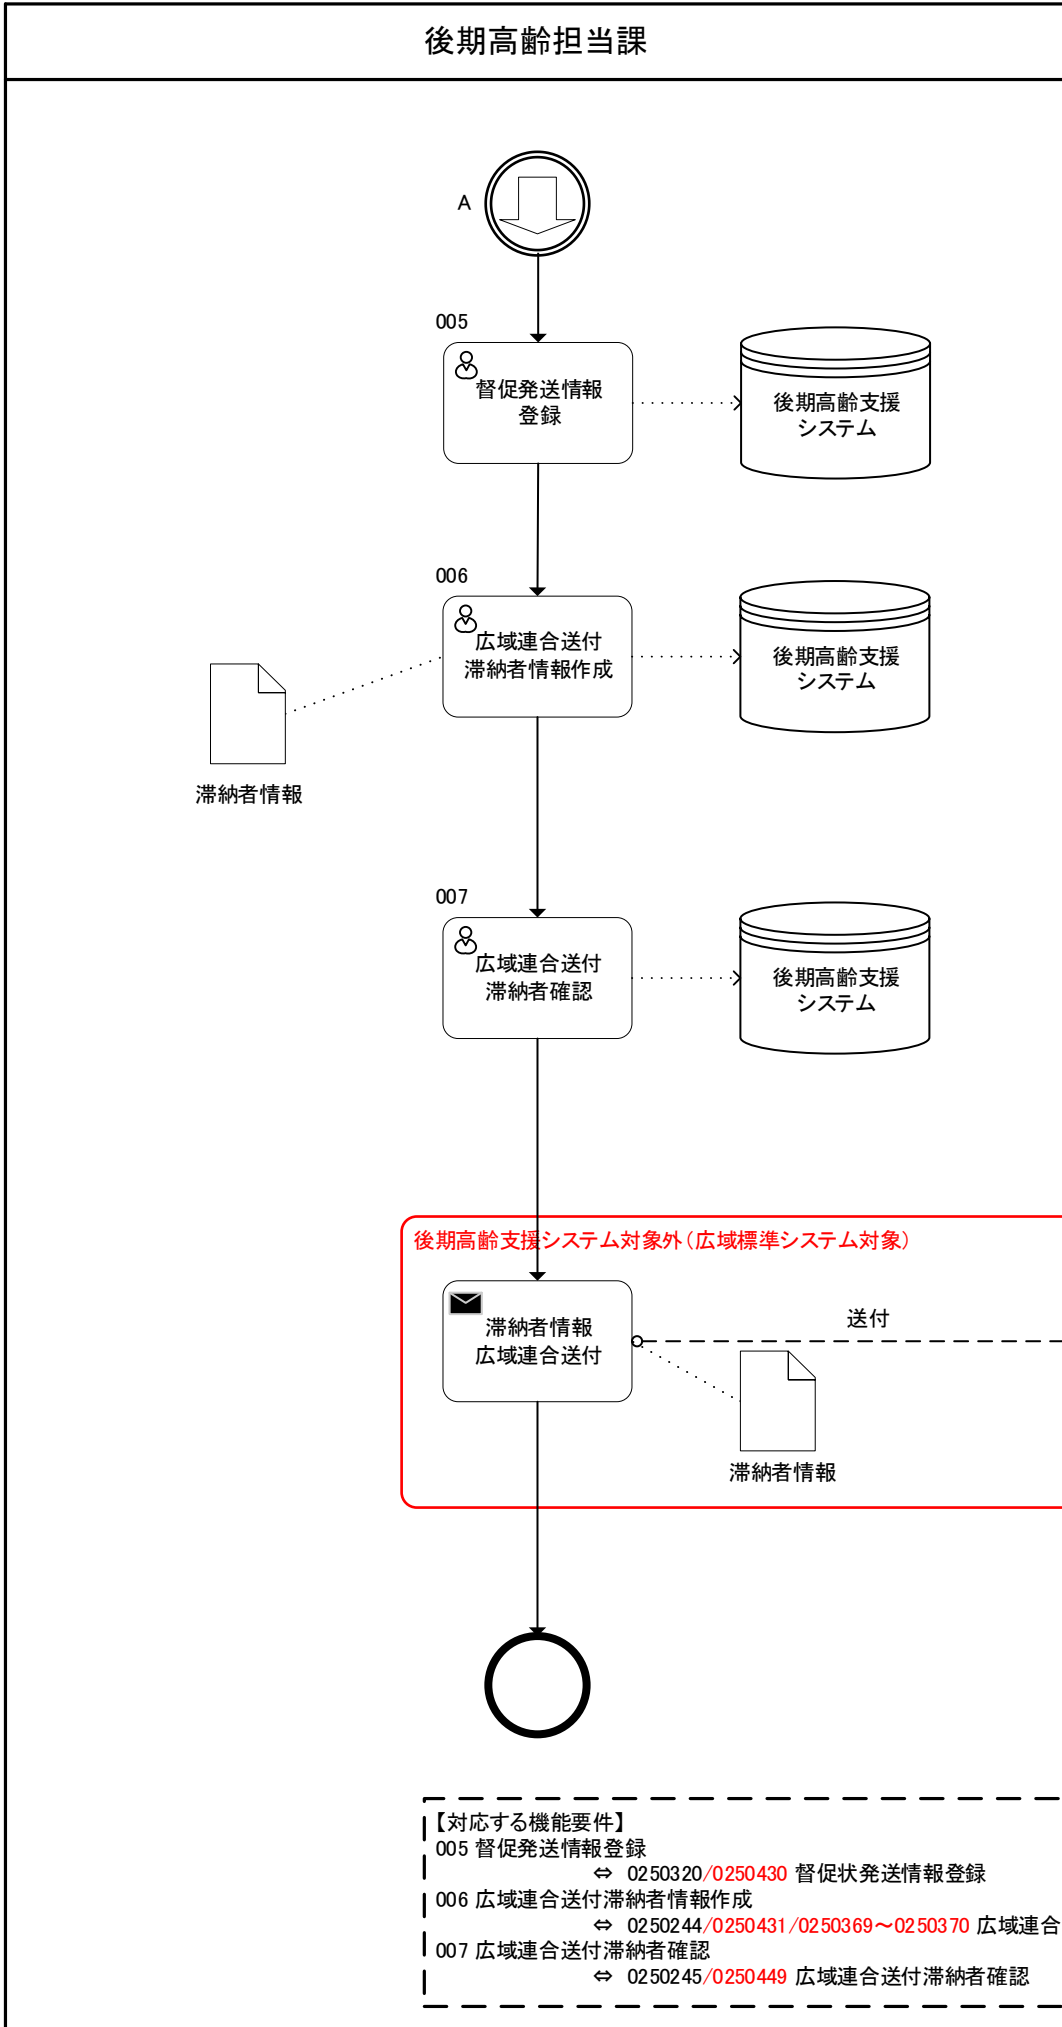 後期高齢担当課
A
005
督促発送情報
登録
後期高齢支援
システム
006
広域連合送付
滞納者情報作成
後期高齢支援
システム
滞納者情報
007
広域連合送付
滞納者確認
後期高齢支援
システム
後期高齢支援システム対象外（広域標準システム対象）
滞納者情報
広域連合送付
送付
滞納者情報
【対応する機能要件】
005 督促発送情報登録
⇔ 0250320/0250430 督促状発送情報登録
006 広域連合送付滞納者情報作成
⇔ 0250244/0250431/0250369～0250370 広域連合
007 広域連合送付滞納者確認
⇔ 0250245/0250449 広域連合送付滞納者確認